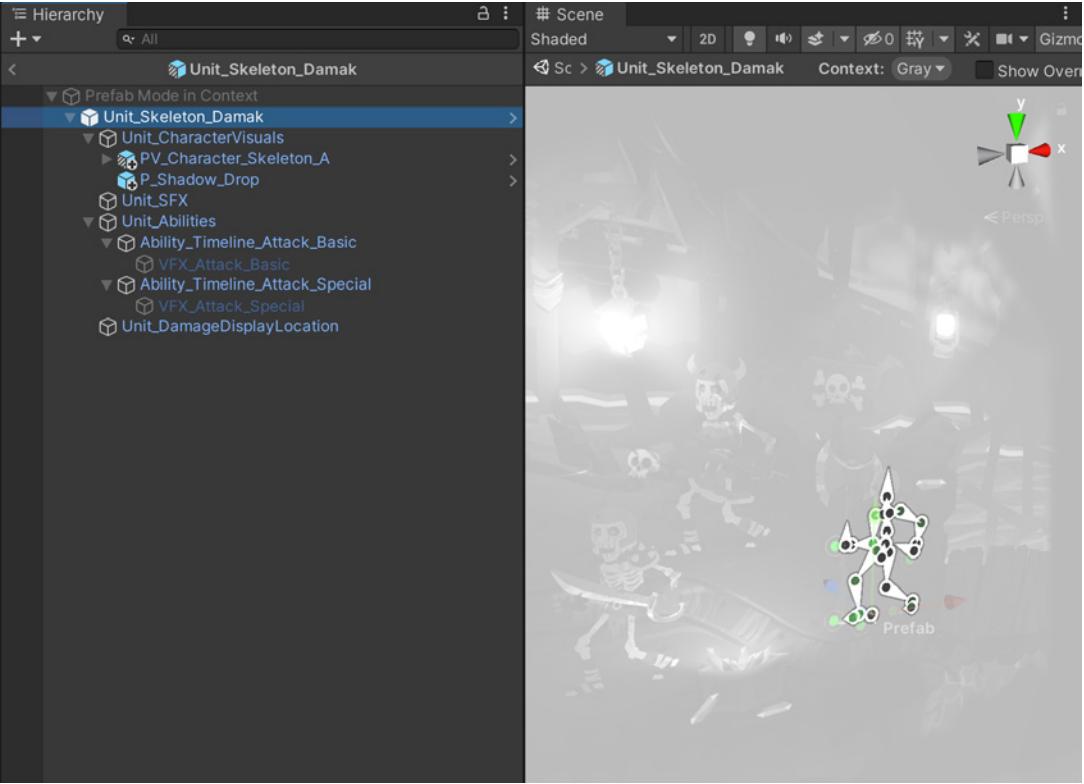 Hierarchy
All
Unit_Skeleton_Damak
Prefab Mode in Context
Unit_Skeleton_Damak
Unit_CharacterVisuals
PV_Character_Skeleton_A
P_Shadow_Drop
Unit_SFX
Unit_Abilities
Ability_Timeline_Attack_Basic
VFX_Attack_Basic
Ability_Timeline_Attack_Special
VFX_Attack_Special
Unit_DamageDisplayLocation
Scene
Shaded 2D 0 Gizmo
Sc > Unit_Skeleton_Damak Context: Gray Show Overr
y
x
< Persp
Prefab